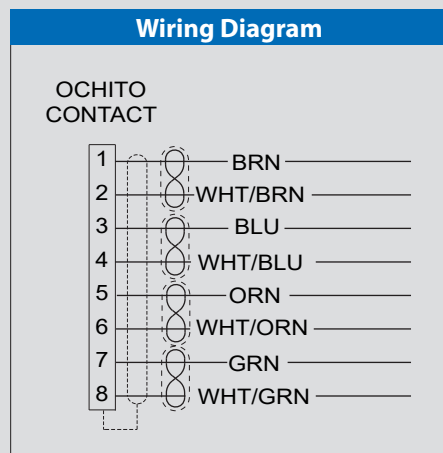 Wiring Diagram
OCHITO
CONTACT
1 BRN
2 WHT/BRN
3 BLU
4 WHT/BLU
5 ORN
6 WHT/ORN
7 GRN
8 WHT/GRN